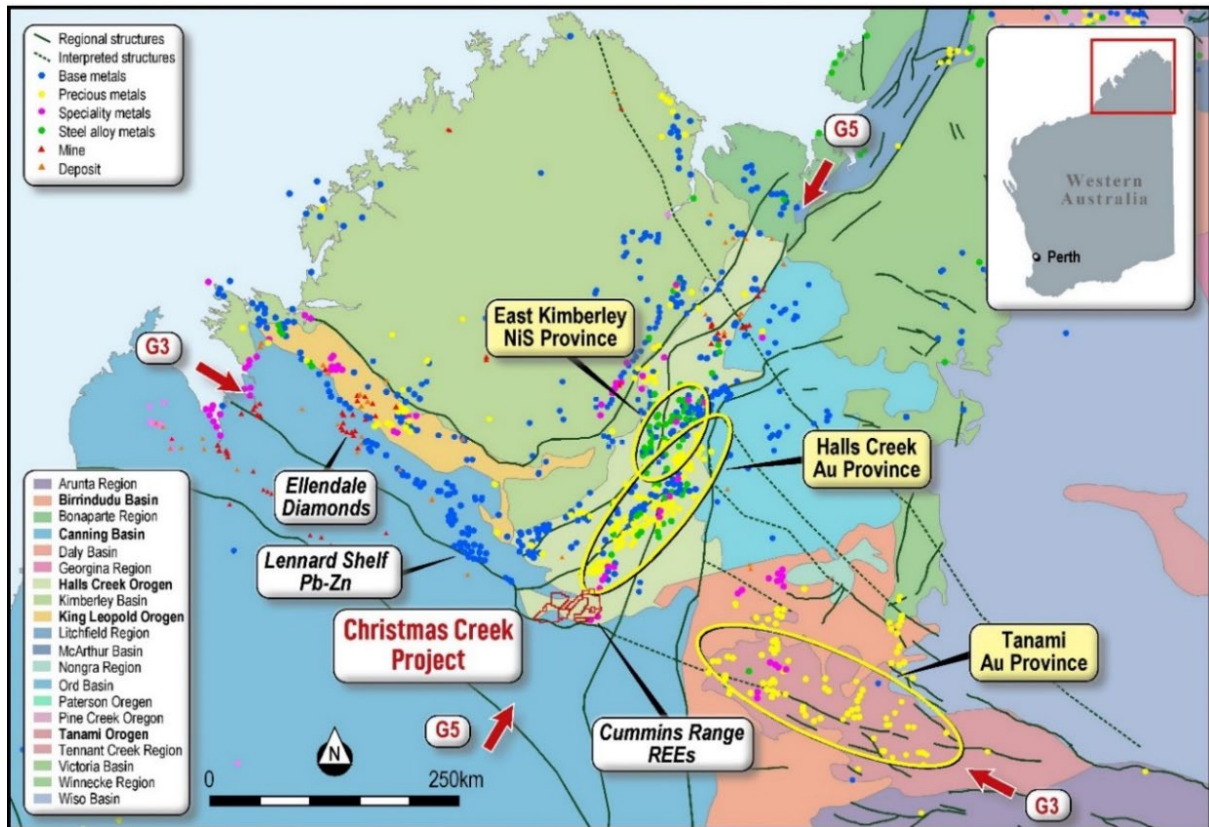 Regional structures
Interpreted structures
Base metals
Precious metals
Speciality metals
Steel alloy metals
Mine
Deposit
G5
Western
Australia
Perth
East Kimberley
NiS Province
G3
Halls Creek
Au Province
Ellendale
Diamonds
Lennard Shelf
Pb-Zn
Christmas Creek
Project
Tanami
Au Province
Cummins Range
REEs
G5
G3
Arunta Region
Birrindudu Basin
Bonaparte Region
Canning Basin
Daly Basin
Georgina Region
Halls Creek Orogen
Kimberley Basin
King Leopold Orogen
Litchfield Region
McArthur Basin
Nongra Region
Ord Basin
Paterson Oregen
Pine Creek Oregon
Tanami Orogen
Tennant Creek Region
Victoria Basin
Winnecke Region
Wiso Basin
N
0
250km